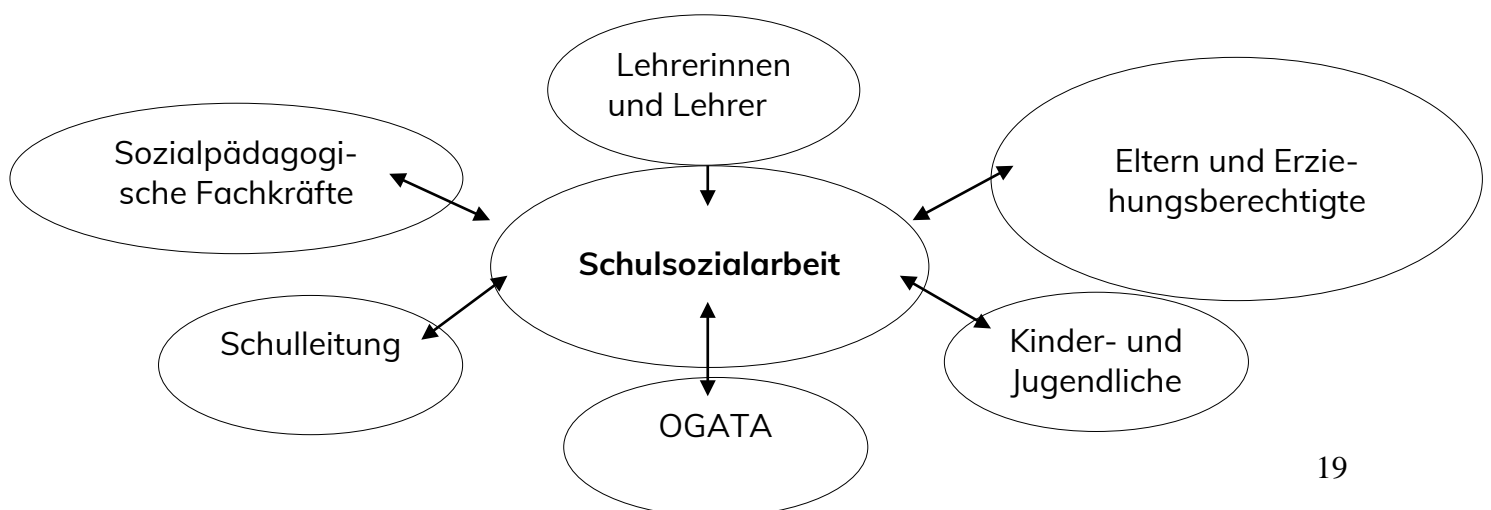 Lehrerinnen
und Lehrer
Sozialpädagogi-
sche Fachkräfte
Eltern und Erzie-
hungsberechtigte
Schulsozialarbeit
Schulleitung
Kinder- und
Jugendliche
OGATA
19